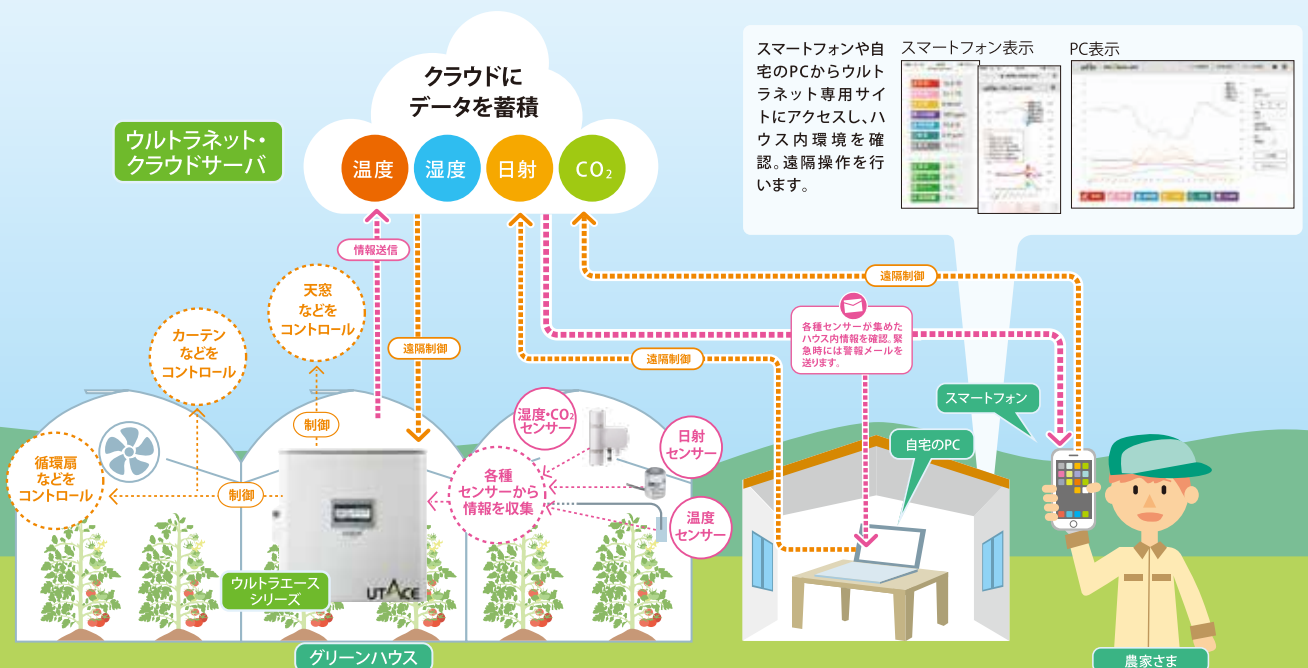 クラウドに
データを蓄積
ウルトラネット・
クラウドサーバ
温度
湿度
日射
CO₂
スマートフォンや自
宅のPCからウルト
ラネット専用サイ
トにアクセスし、ハ
ウス内環境を確
認。遠隔操作を行
います。
スマートフォン表示
PC表示
情報送信
遠隔制御
天窓
などを
コントロール
カーテン
などを
コントロール
遠隔制御
遠隔制御
各種センサーが集めた
ハウス内情報を確認。緊
急時には警報メールを
送ります。
スマートフォン
自宅のPC
制御
湿度・CO₂
センサー
日射
センサー
循環扇
などを
コントロール
制御
各種
センサーから
情報を収集
温度
センサー
ウルトラエース
シリーズ
UTACE
グリーンハウス
農家さま